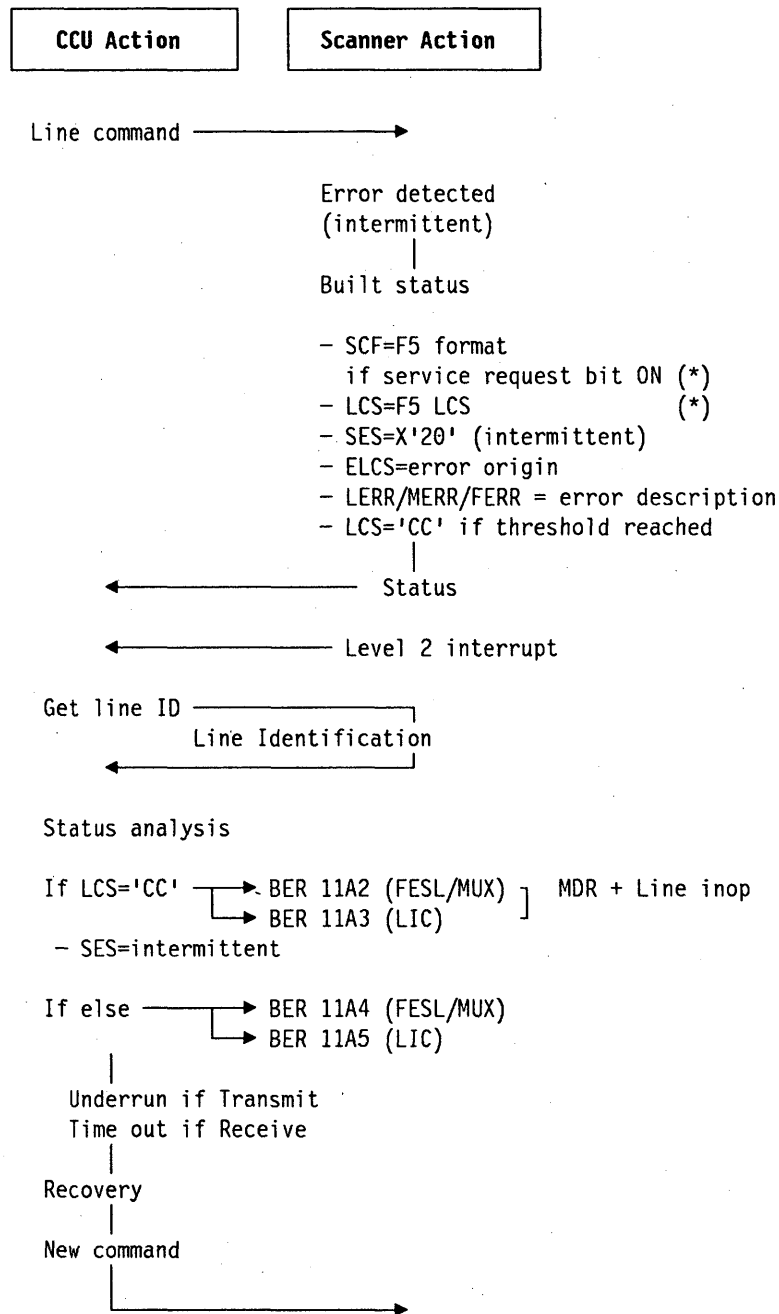 CCU Action Scanner Action
Line command
Error detected
(intermittent)
Built status
– SCF=F5 format
if service request bit ON (*)
– LCS=F5 LCS (*)
– SES=X'20' (intermittent)
– ELCS=error origin
– LERR/MERR/FERR = error description
– LCS='CC' if threshold reached
Status
Level 2 interrupt
Get line ID
Line Identification
Status analysis
If LCS='CC' BER 11A2 (FESL/MUX) MDR + Line inop
BER 11A3 (LIC)
– SES=intermittent
If else BER 11A4 (FESL/MUX)
BER 11A5 (LIC)
Underrun if Transmit
Time out if Receive
Recovery
New command